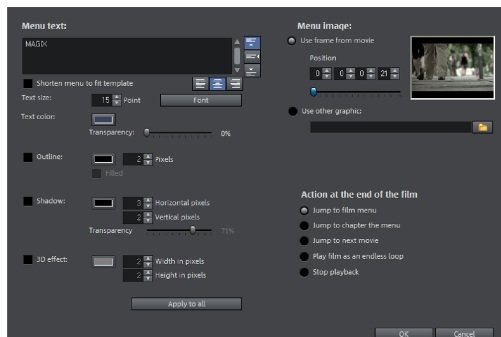 Menu text:
MAGIX
Shorten menu to fit template
Text size:
15 Point
Font
Text color:
Transparency:
0%
Outline:
2 Pixels
Filled
Shadow:
3 Horizontal pixels
2 Vertical pixels
Transparency
71%
3D effect:
2 Width in pixels
2 Height in pixels
Apply to all
Menu image:
Use frame from movie
Position
0 0 0 21
Use other graphic:
Action at the end of the film
Jump to film menu
Jump to chapter the menu
Jump to next movie
Play film as an endless loop
Stop playback
OK
Cancel